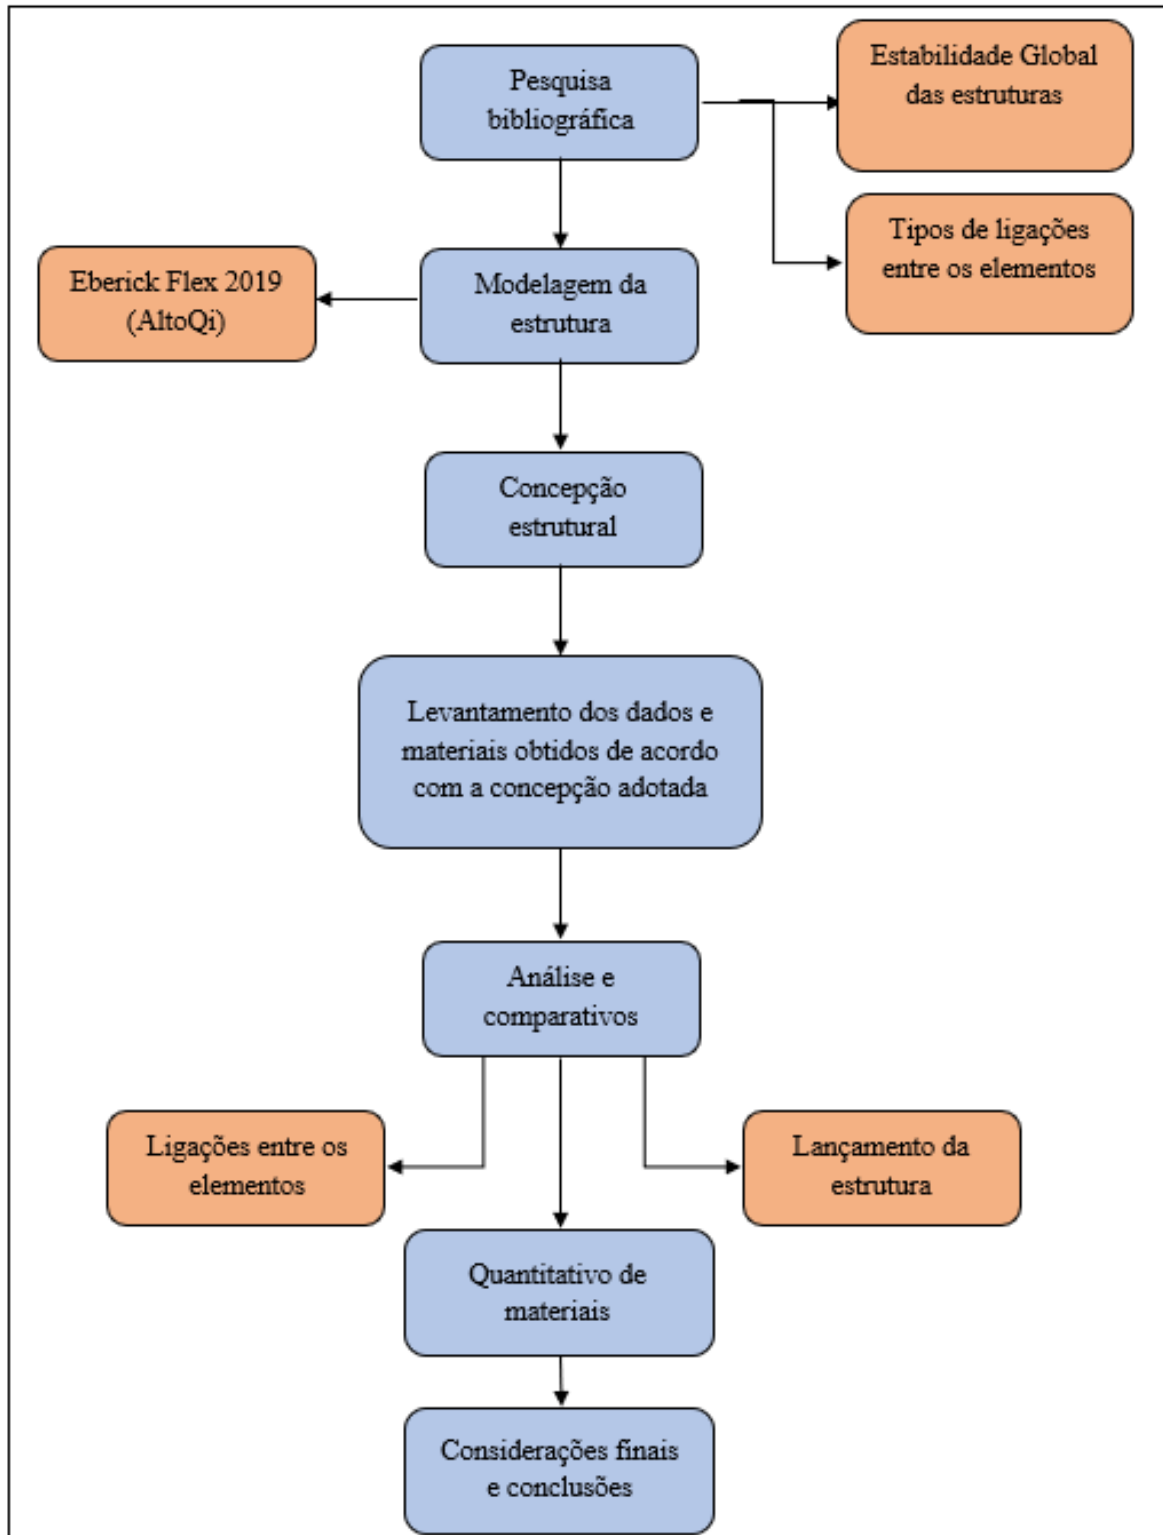 Pesquisa
bibliográfica
Estabilidade Global
das estruturas
Tipos de ligações
entre os elementos
Eberick Flex 2019
(AltoQi)
Modelagem da
estrutura
Concepção
estrutural
Levantamento dos dados e
materiais obtidos de acordo
com a concepção adotada
Análise e
comparativos
Ligações entre os
elementos
Lançamento da
estrutura
Quantitativo de
materiais
Considerações finais
e conclusões